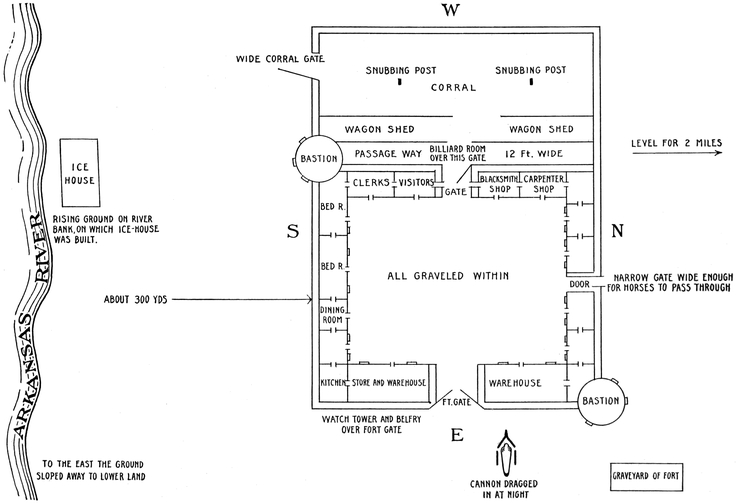 W
WIDE CORRAL GATE
SNUBBING POST
SNUBBING POST
CORRAL
WAGON SHED
WAGON SHED
BASTION
PASSAGE WAY
BILLIARD ROOM
OVER THIS GATE
12 Ft. WIDE
LEVEL FOR 2 MILES
ICE
HOUSE
CLERKS
VISITORS
GATE
BLACKSMITH
SHOP
CARPENTER
SHOP
RISING GROUND ON RIVER
BANK, ON WHICH ICE-HOUSE
WAS BUILT.
BED R.
S
N
BED R.
ALL GRAVELED WITHIN
DOOR
NARROW GATE WIDE ENOUGH
FOR HORSES TO PASS THROUGH
ABOUT 300 YDS
DINING
ROOM
ARKANSAS RIVER
KITCHEN
STORE AND WAREHOUSE
WAREHOUSE
FT. GATE
BASTION
WATCH TOWER AND BELFRY
OVER FORT GATE
E
TO THE EAST THE GROUND
SLOPED AWAY TO LOWER LAND
CANNON DRAGGED
IN AT NIGHT
GRAVEYARD OF FORT